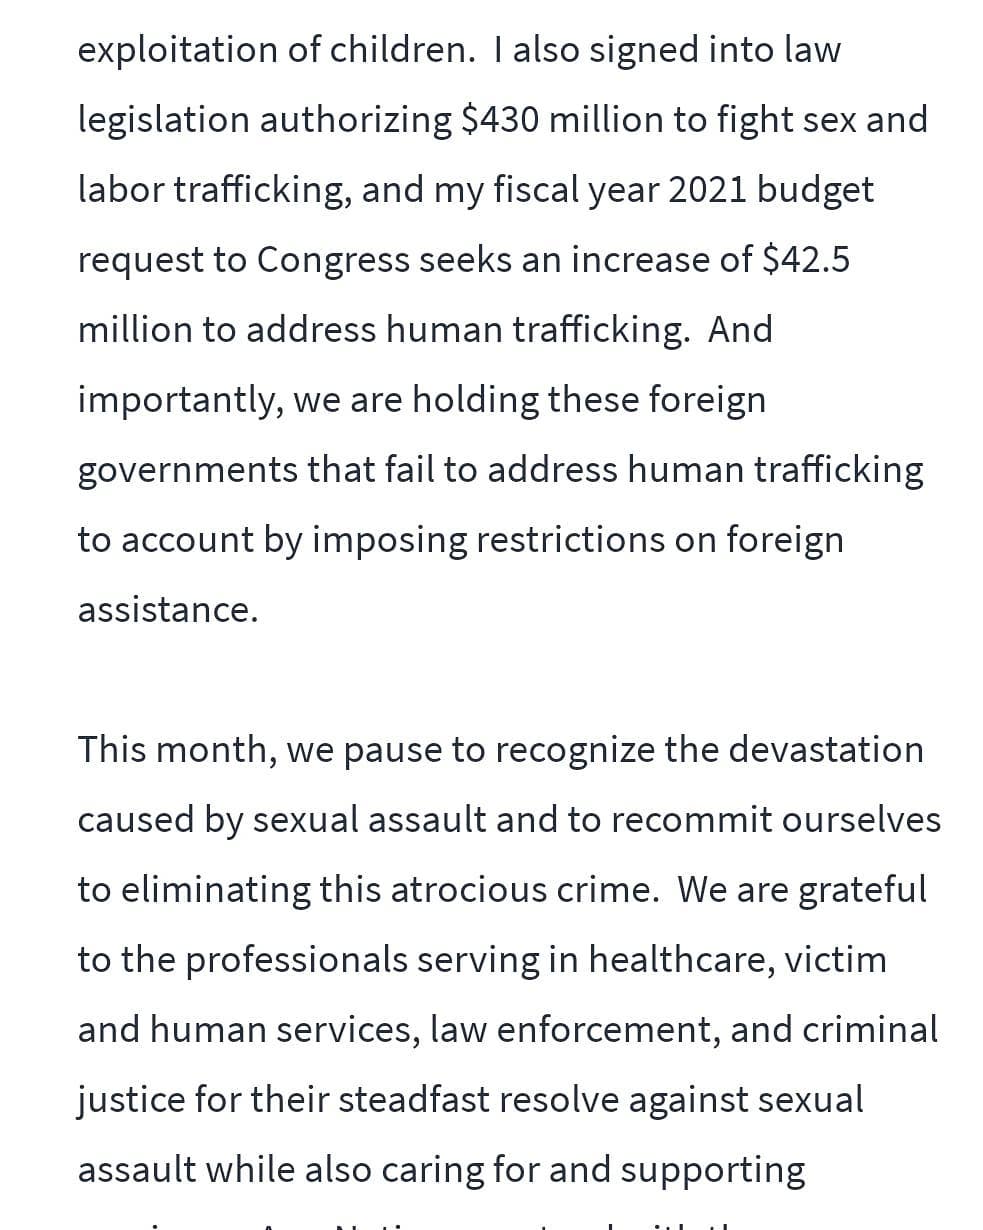 exploitation of children.  I also signed into law
legislation authorizing $430 million to fight sex and
labor trafficking, and my fiscal year 2021 budget
request to Congress seeks an increase of $42.5
million to address human trafficking.  And
importantly, we are holding these foreign
governments that fail to address human trafficking
to account by imposing restrictions on foreign
assistance.
This month, we pause to recognize the devastation
caused by sexual assault and to recommit ourselves
to eliminating this atrocious crime.  We are grateful
to the professionals serving in healthcare, victim
and human services, law enforcement, and criminal
justice for their steadfast resolve against sexual
assault while also caring for and supporting